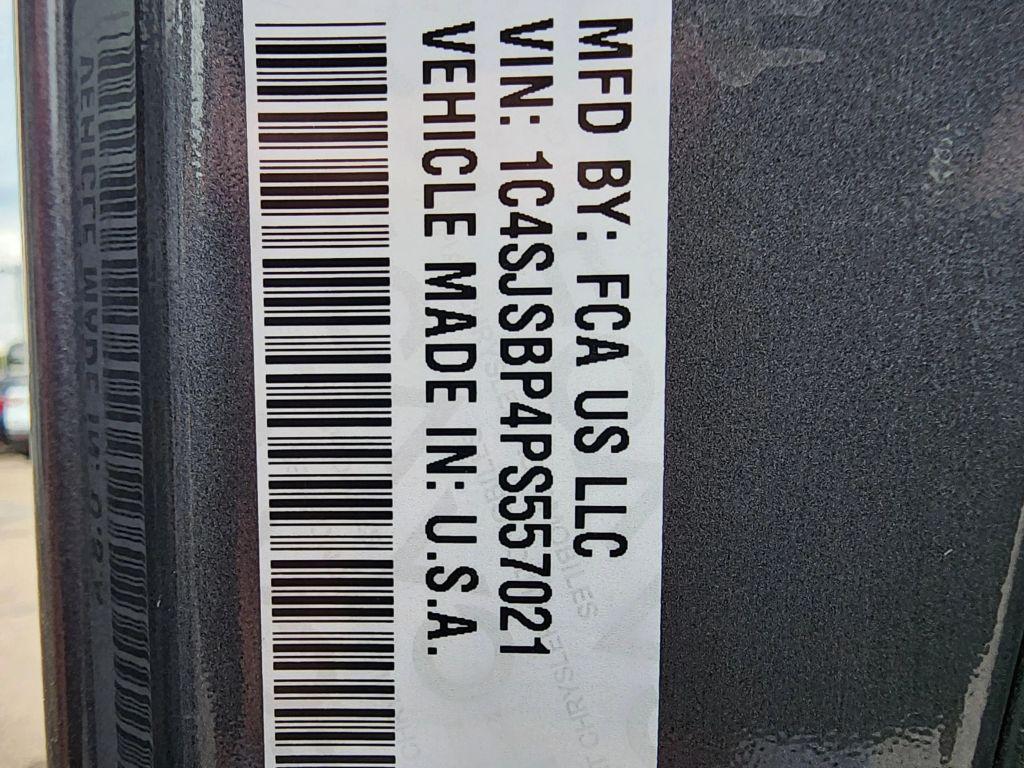 MFD BY: FCA US LLC
VIN: 1C4SJSBP4PS557021
VEHICLE MADE IN: U.S.A.